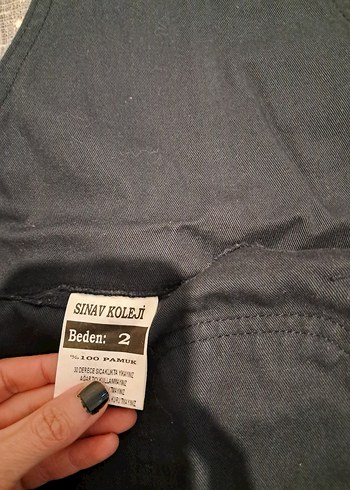 SINAV KOLEJİ
Beden: 2
%100 PAMUK
30 DERECE SICAKLIKTA YIKAYINIZ
AĞARTICI KULLANMAYINIZ